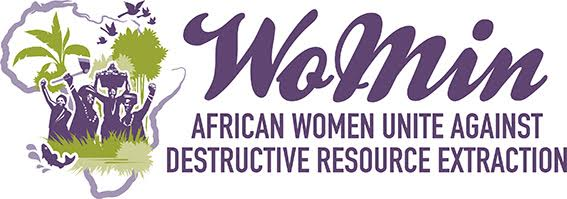 WoMin
AFRICAN WOMEN UNITE AGAINST
DESTRUCTIVE RESOURCE EXTRACTION